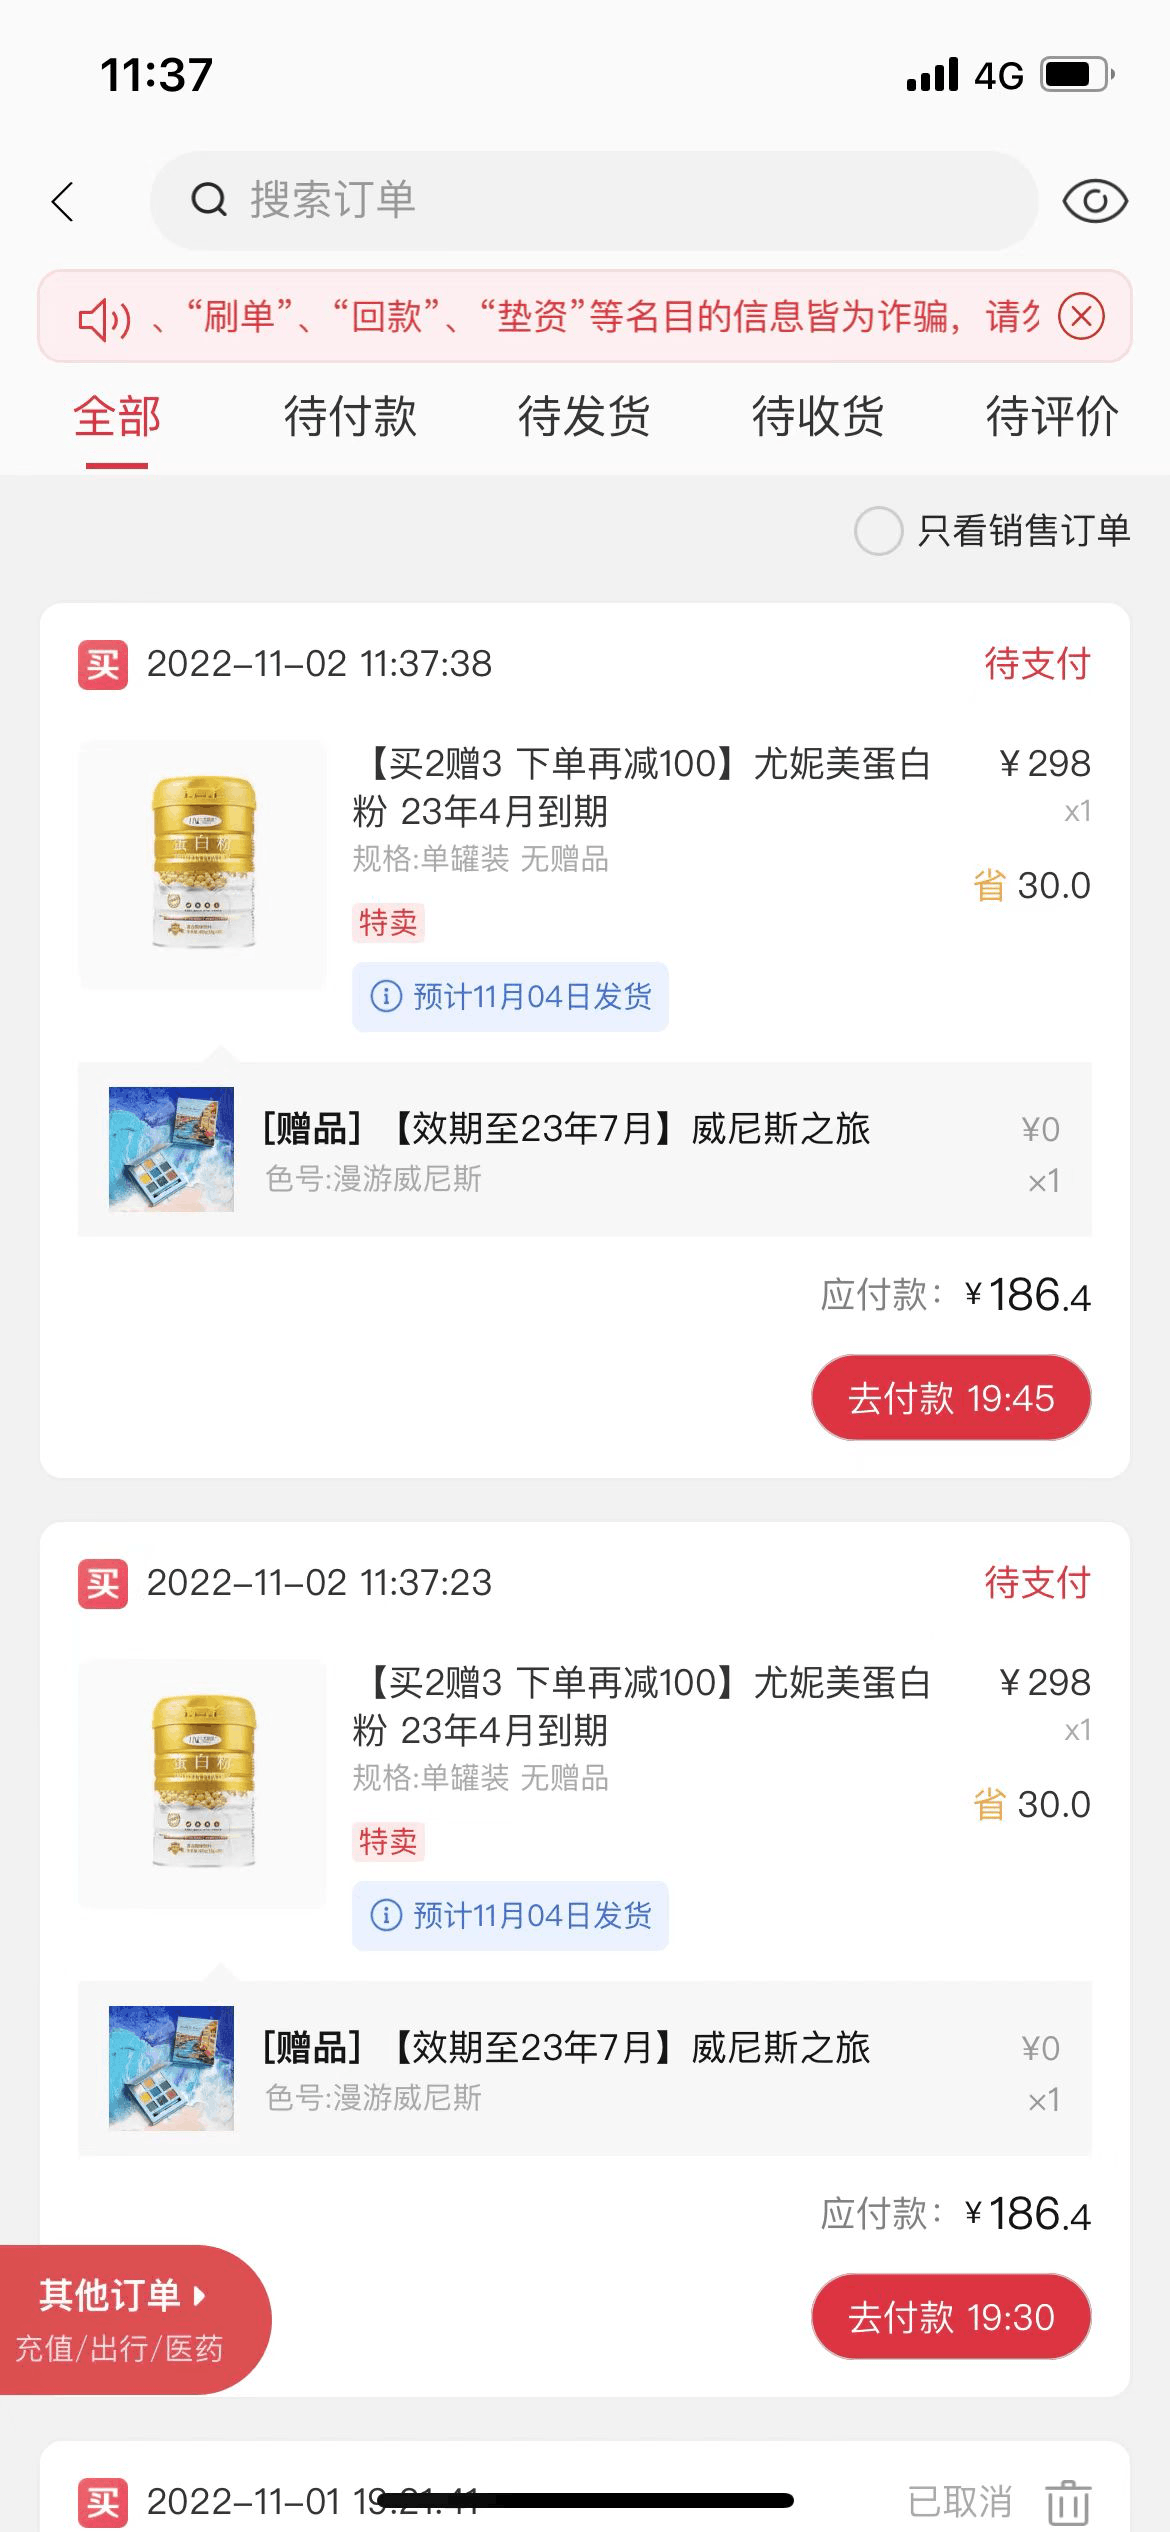 11:37
4G
搜索订单
、“刷单”、“回款”、“垫资”等名目的信息皆为诈骗，请勿
全部 待付款 待发货 待收货 待评价
只看销售订单
买 2022-11-02 11:37:38 待支付
【买2赠3 下单再减100】尤妮美蛋白 ¥298
粉 23年4月到期 x1
规格:单罐装 无赠品
省 30.0
特卖
预计11月04日发货
蛋白粉
[赠品] 【效期至23年7月】威尼斯之旅 ¥0
色号:漫游威尼斯 ×1
应付款: ¥186.4
去付款 19:45
买 2022-11-02 11:37:23 待支付
【买2赠3 下单再减100】尤妮美蛋白 ¥298
粉 23年4月到期 x1
规格:单罐装 无赠品
省 30.0
特卖
预计11月04日发货
蛋白粉
[赠品] 【效期至23年7月】威尼斯之旅 ¥0
色号:漫游威尼斯 ×1
应付款: ¥186.4
去付款 19:30
其他订单
充值/出行/医药
买 2022-11-01 19:21:41 已取消